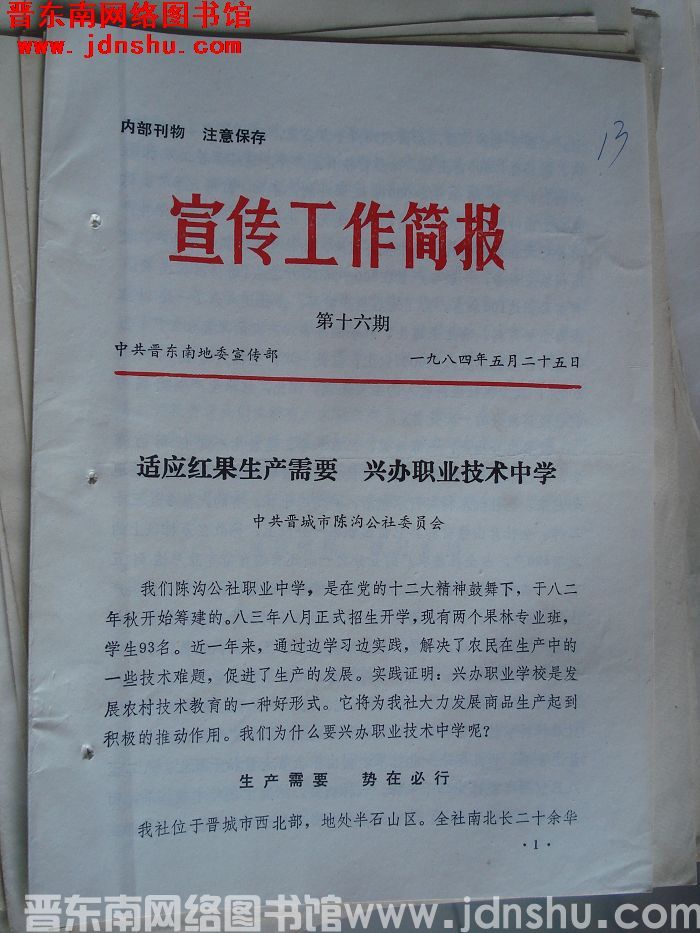 晋东南网络图书馆
www.jdnshu.com
内部刊物　注意保存
13
宣传工作简报
第十六期
中共晋东南地委宣传部　一九八四年五月二十五日
适应红果生产需要　兴办职业技术中学
中共晋城市陈沟公社委员会
我们陈沟公社职业中学，是在党的十二大精神鼓舞下，于八二
年秋开始筹建的。八三年八月正式招生开学，现有两个果林专业班，
学生93名。近一年来，通过边学习边实践，解决了农民在生产中的
一些技术难题，促进了生产的发展。实践证明：兴办职业学校是发
展农村技术教育的一种好形式。它将为我社大力发展商品生产起到
积极的推动作用。我们为什么要兴办职业技术中学呢？
生产需要　势在必行
我社位于晋城市西北部，地处半石山区。全社南北长二十余华
·1·
晋东南网络图书馆www.jdnshu.com